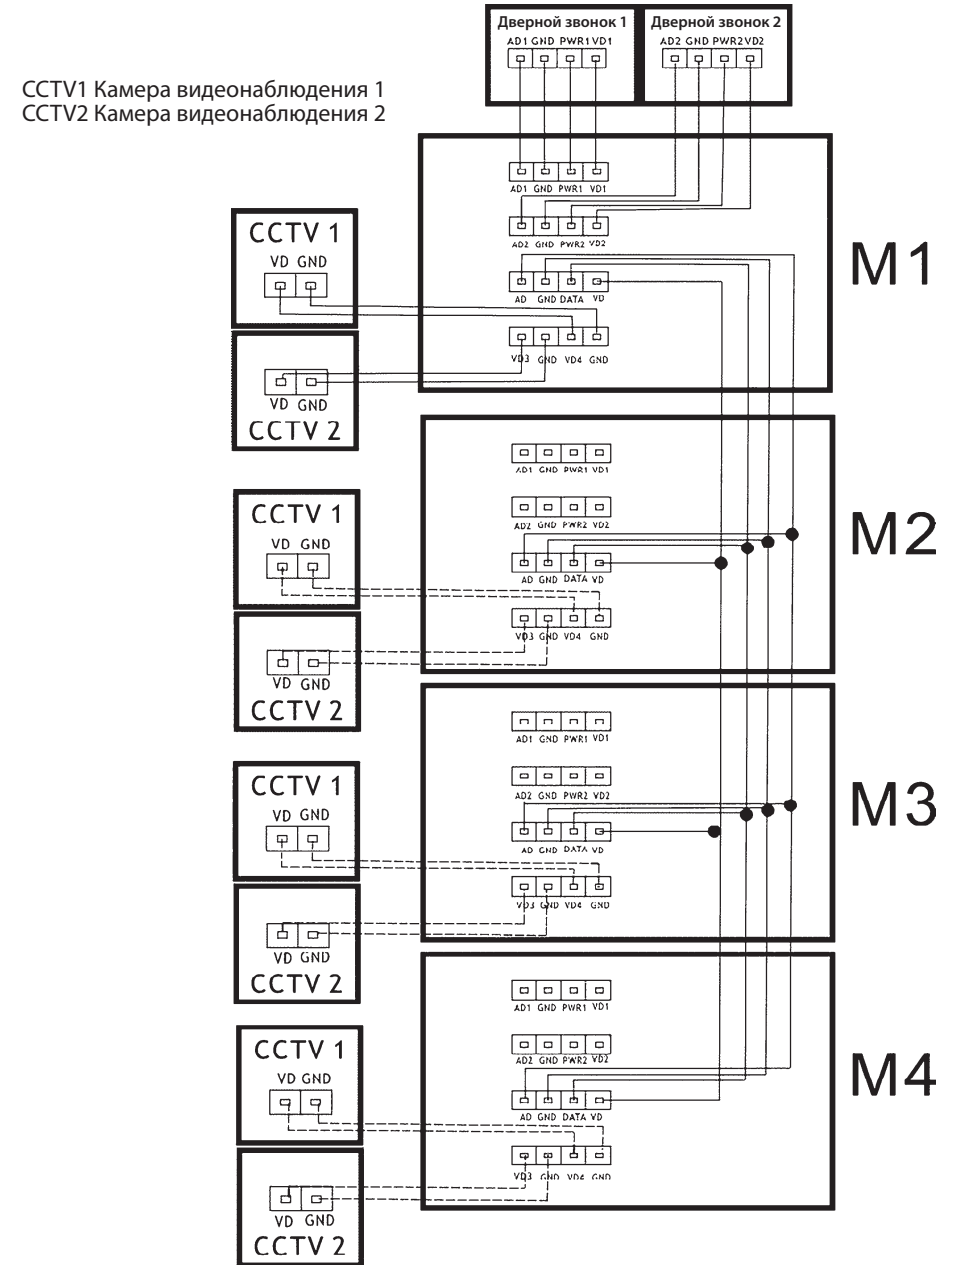 Дверной звонок 1
Дверной звонок 2
AD1 GND PWR1 VD1
AD2 GND PWR2 VD2
CCTV1 Камера видеонаблюдения 1
CCTV2 Камера видеонаблюдения 2
AD1 GND PWR1 VD1
AD2 GND PWR2 VD2
AD GND DATA VD
VD3 GND VD4 GND
M1
CCTV 1
VD GND
VD GND
CCTV 2
AD1 GND PWR1 VD1
AD2 GND PWR2 VD2
AD GND DATA VD
VD3 GND VD4 GND
M2
CCTV 1
VD GND
VD GND
CCTV 2
AD1 GND PWR1 VD1
AD2 GND PWR2 VD2
AD GND DATA VD
VD3 GND VD4 GND
M3
CCTV 1
VD GND
VD GND
CCTV 2
AD1 GND PWR1 VD1
AD2 GND PWR2 VD2
AD GND DATA VD
VD3 GND VD4 GND
M4
CCTV 1
VD GND
VD GND
CCTV 2